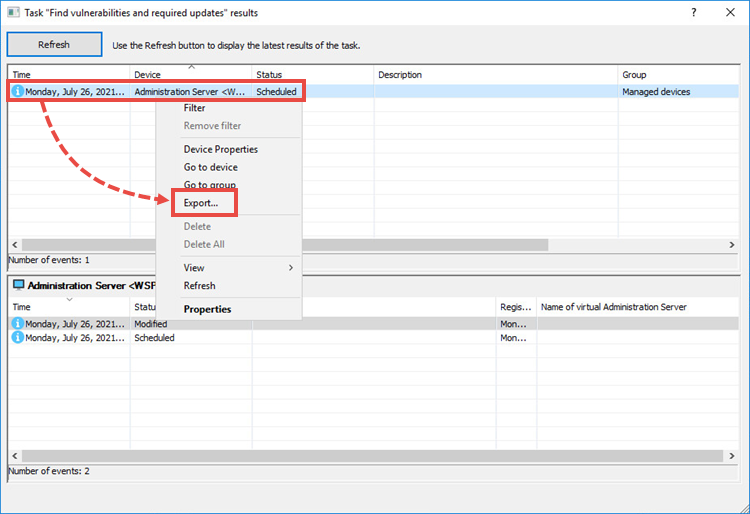 Task "Find vulnerabilities and required updates" results
Refresh
Use the Refresh button to display the latest results of the task.
Time Device Status Description Group
Monday, July 26, 2021... Administration Server <W... Scheduled Managed devices
Filter
Remove filter
Device Properties
Go to device
Go to group
Export...
Delete
Delete All
View
Refresh
Properties
Number of events: 1
Administration Server <WSP
Time Statu Regis... Name of virtual Administration Server
Monday, July 26, 2021... Modified Mon...
Monday, July 26, 2021... Scheduled Mon...
Number of events: 2